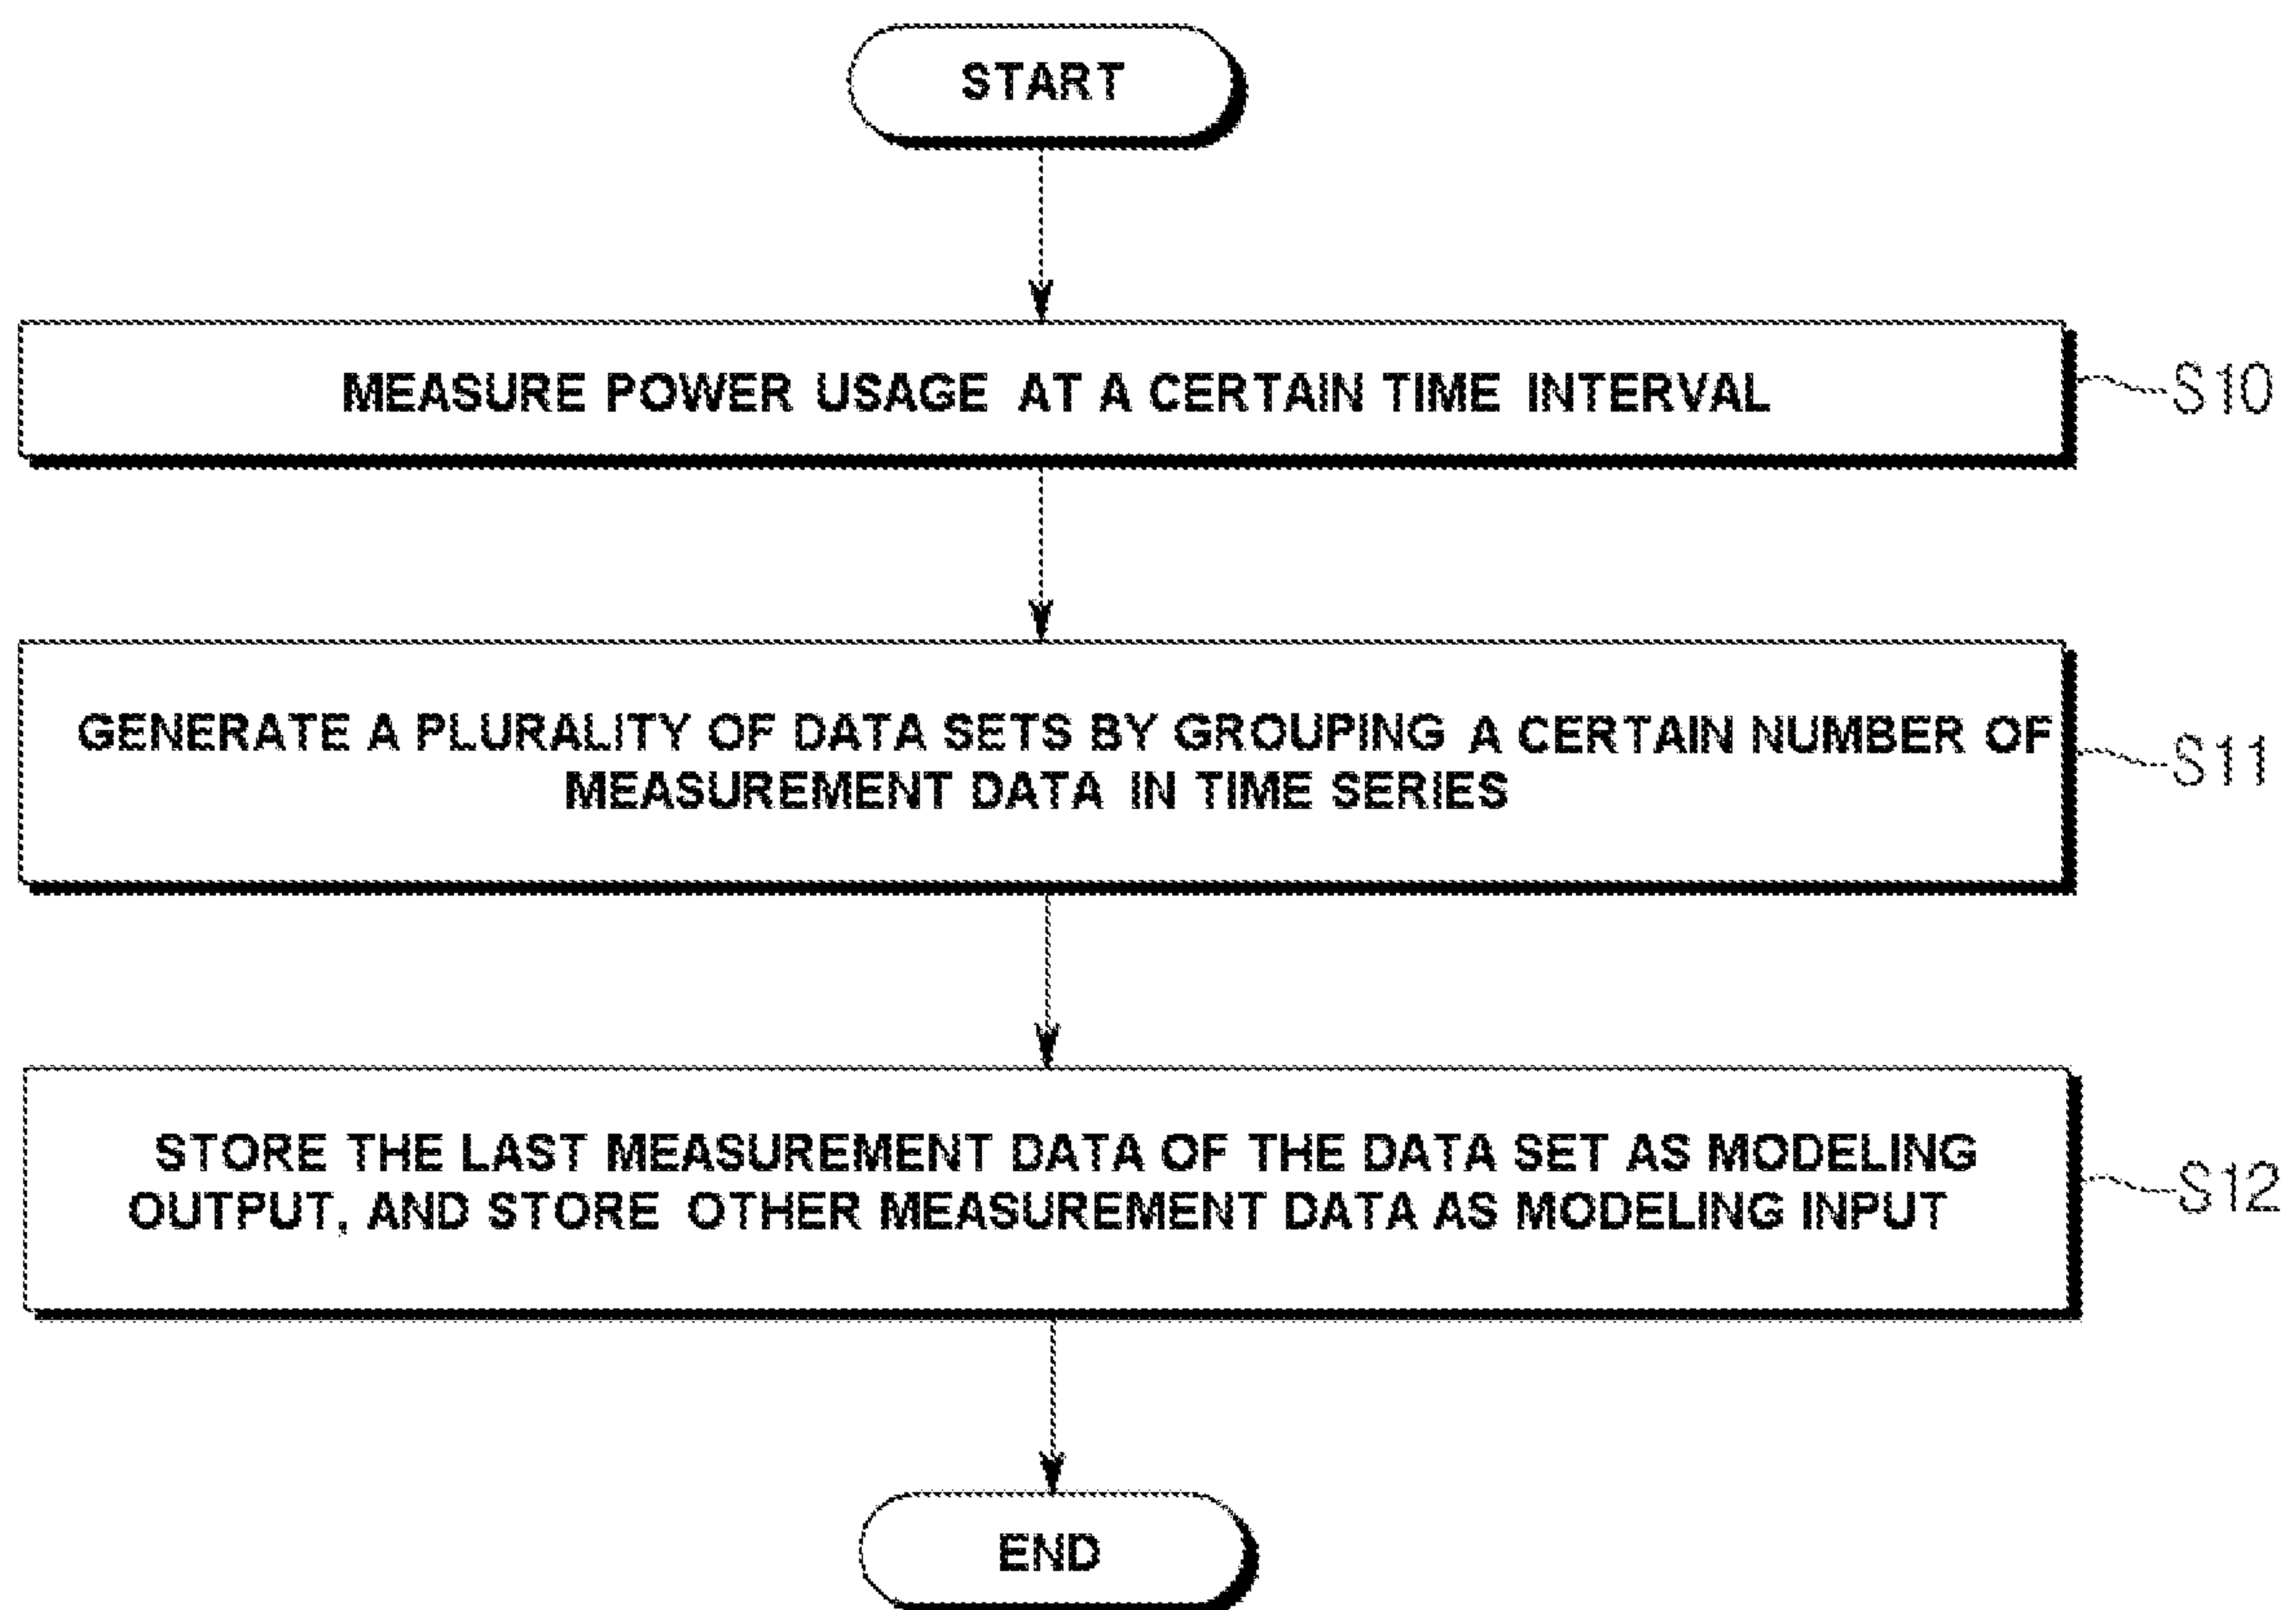 START
MEASURE POWER USAGE AT A CERTAIN TIME INTERVAL
S10
GENERATE A PLURALITY OF DATA SETS BY GROUPING A CERTAIN NUMBER OF
MEASUREMENT DATA IN TIME SERIES
S11
STORE THE LAST MEASUREMENT DATA OF THE DATA SET AS MODELING
OUTPUT, AND STORE OTHER MEASUREMENT DATA AS MODELING INPUT
S12
END